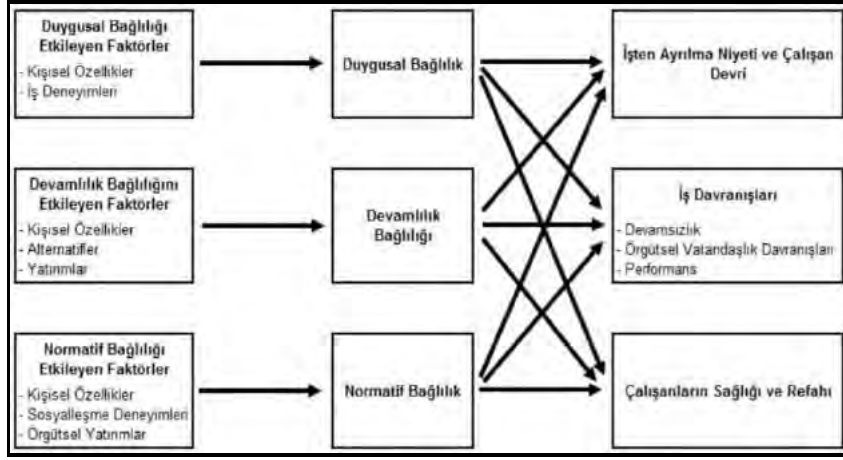 Duygusal Bağlılığı
Etkileyen Faktörler
- Kişisel Özellikler
- İş Deneyimleri
Duygusal Bağlılık
İşten Ayrılma Niyeti ve Çalışan
Devri
Devamlılık Bağlılığını
Etkileyen Faktörler
- Kişisel Özellikler
- Alternatifler
- Yatırımlar
Devamlılık
Bağlılığı
İş Davranışları
- Devamsızlık
- Örgütsel Vatandaşlık Davranışları
- Performans
Normatif Bağlılığı
Etkileyen Faktörler
- Kişisel Özellikler
- Sosyalleşme Deneyimleri
- Örgütsel Yatırımlar
Normatif Bağlılık
Çalışanların Sağlığı ve Refahı